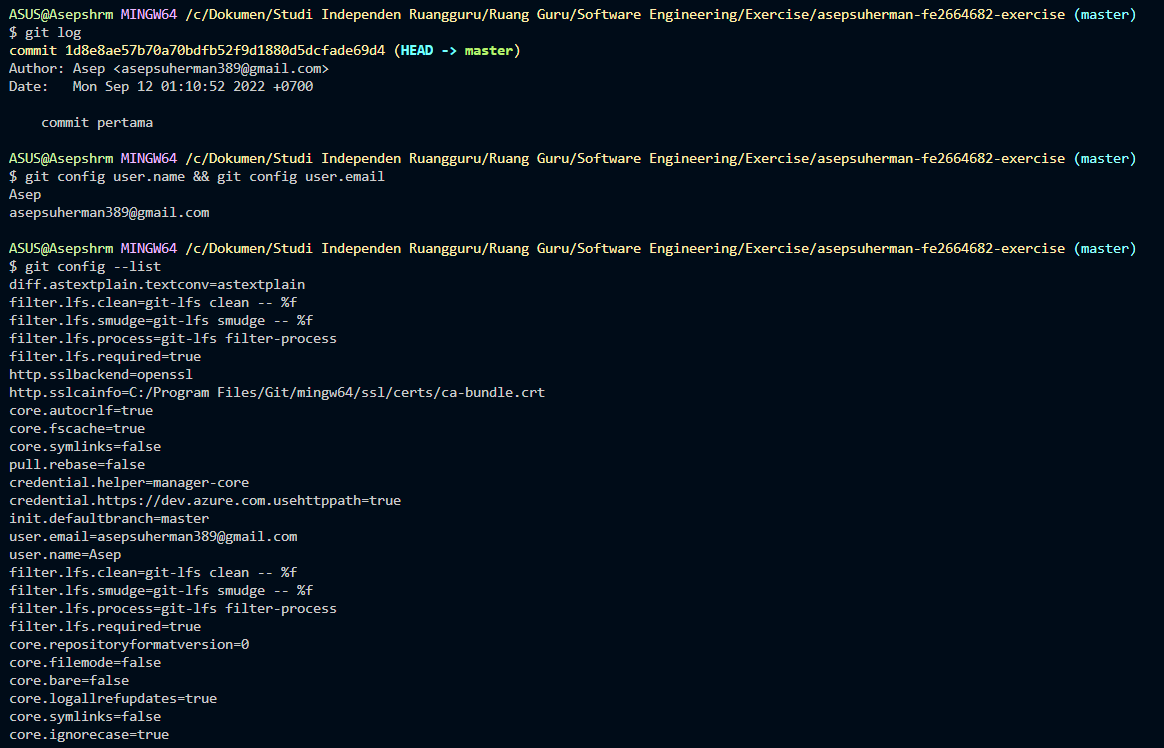 ASUS@Asepshrm MINGW64 /c/Dokumen/Studi Independen Ruangguru/Ruang Guru/Software Engineering/Exercise/asepsuherman-fe2664682-exercise (master)
$ git log
commit 1d8e8ae57b70a70bdfb52f9d1880d5dcfade69d4 (HEAD -> master)
Author: Asep <asepsuherman389@gmail.com>
Date:   Mon Sep 12 01:10:52 2022 +0700
    commit pertama
ASUS@Asepshrm MINGW64 /c/Dokumen/Studi Independen Ruangguru/Ruang Guru/Software Engineering/Exercise/asepsuherman-fe2664682-exercise (master)
$ git config user.name && git config user.email
Asep
asepsuherman389@gmail.com
ASUS@Asepshrm MINGW64 /c/Dokumen/Studi Independen Ruangguru/Ruang Guru/Software Engineering/Exercise/asepsuherman-fe2664682-exercise (master)
$ git config --list
diff.astextplain.textconv=astextplain
filter.lfs.clean=git-lfs clean -- %f
filter.lfs.smudge=git-lfs smudge -- %f
filter.lfs.process=git-lfs filter-process
filter.lfs.required=true
http.sslbackend=openssl
http.sslcainfo=C:/Program Files/Git/mingw64/ssl/certs/ca-bundle.crt
core.autocrlf=true
core.fscache=true
core.symlinks=false
pull.rebase=false
credential.helper=manager-core
credential.https://dev.azure.com.usehttppath=true
init.defaultbranch=master
user.email=asepsuherman389@gmail.com
user.name=Asep
filter.lfs.clean=git-lfs clean -- %f
filter.lfs.smudge=git-lfs smudge -- %f
filter.lfs.process=git-lfs filter-process
filter.lfs.required=true
core.repositoryformatversion=0
core.filemode=false
core.bare=false
core.logallrefupdates=true
core.symlinks=false
core.ignorecase=true